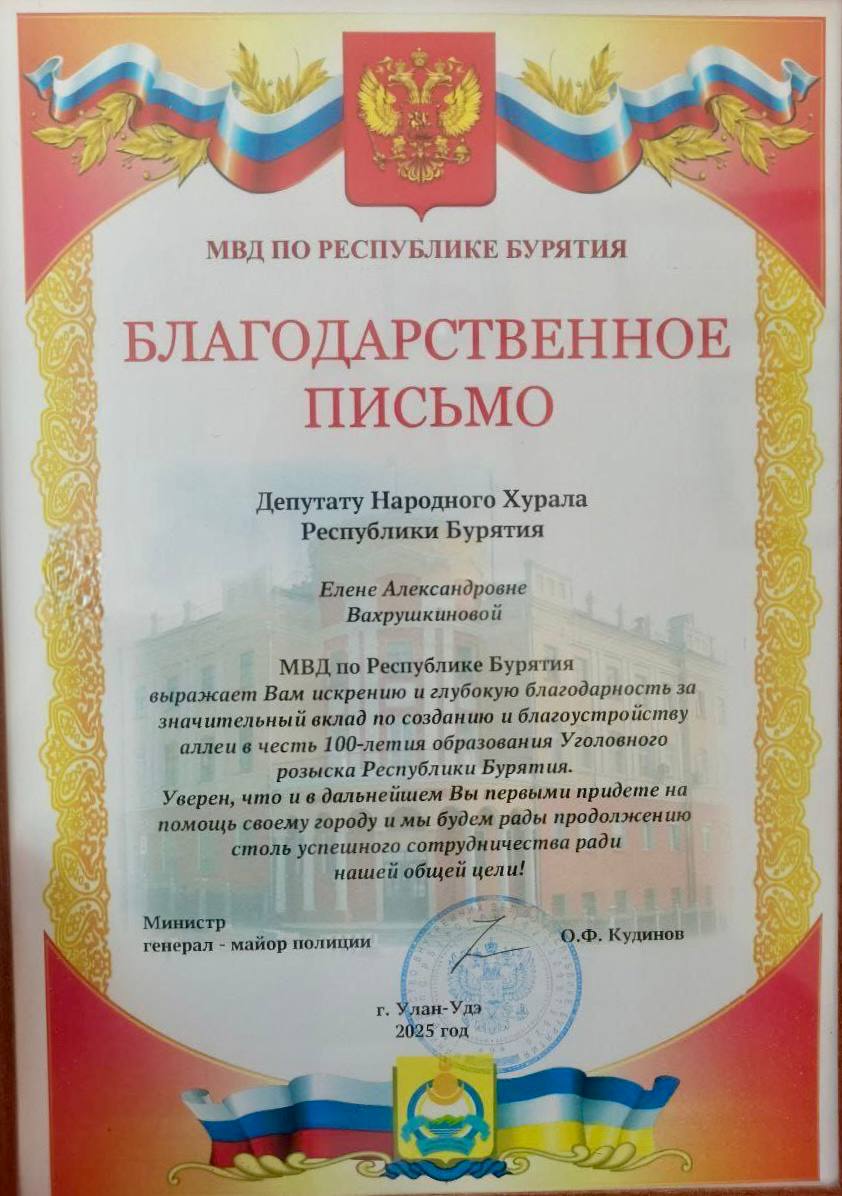 МВД ПО РЕСПУБЛИКЕ БУРЯТИЯ
БЛАГОДАРСТВЕННОЕ
ПИСЬМО
Депутату Народного Хурала
Республики Бурятия
Елене Александровне
Вахрушкиновой
МВД по Республике Бурятия
выражает Вам искрению и глубокую благодарность за
значительный вклад по созданию и благоустройству
аллеи в честь 100-летия образования Уголовного
розыска Республики Бурятия.
Уверен, что и в дальнейшем Вы первыми придете на
помощь своему городу и мы будем рады продолжению
столь успешного сотрудничества ради
нашей общей цели!
Министр
генерал - майор полиции
О.Ф. Кудинов
г. Улан-Удэ
2025 год